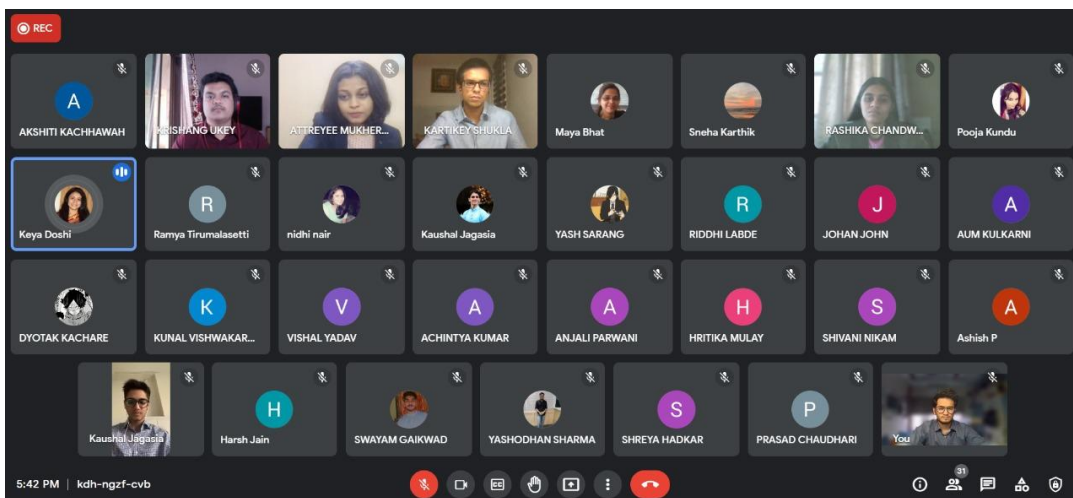 REC
A
AKSHITI KACHHAWAH
KRISHANG UKEY
ATTREYEE MUKHER...
KARTIKEY SHUKLA
Maya Bhat
Sneha Karthik
RASHIKA CHANDW...
Pooja Kundu
Keya Doshi
R
Ramya Tirumalasetti
nidhi nair
Kaushal Jagasia
YASH SARANG
R
RIDDHI LABDE
J
JOHAN JOHN
A
AUM KULKARNI
DYOTAK KACHARE
K
KUNAL VISHWAKAR...
V
VISHAL YADAV
A
ACHINTYA KUMAR
A
ANJALI PARWANI
H
HRITIKA MULAY
S
SHIVANI NIKAM
A
Ashish P
Kaushal Jagasia
H
Harsh Jain
SWAYAM GAIKWAD
YASHODHAN SHARMA
S
SHREYA HADKAR
P
PRASAD CHAUDHARI
You
5:42 PM | kdh-ngzf-cvb
CC
31